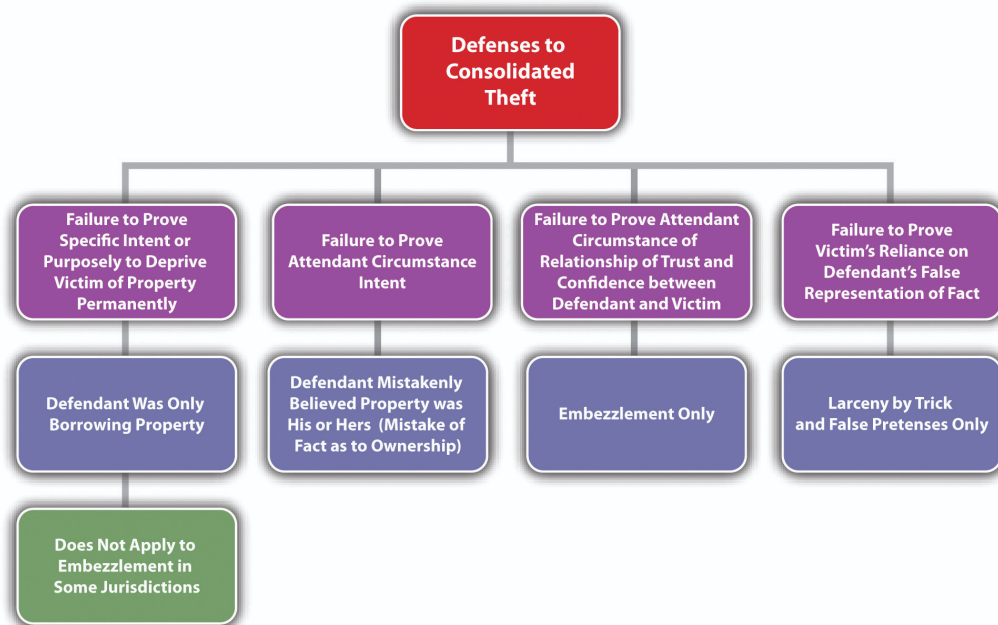 Defenses to
Consolidated
Theft
Failure to Prove
Specific Intent or
Purposely to Deprive
Victim of Property
Permanently
Failure to Prove
Attendant Circumstance
Intent
Failure to Prove Attendant
Circumstance of
Relationship of Trust and
Confidence between
Defendant and Victim
Failure to Prove
Victim's Reliance on
Defendant's False
Representation of Fact
Defendant Was Only
Borrowing Property
Defendant Mistakenly
Believed Property was
His or Hers (Mistake of
Fact as to Ownership)
Embezzlement Only
Larceny by Trick
and False Pretenses Only
Does Not Apply to
Embezzlement in
Some Jurisdictions